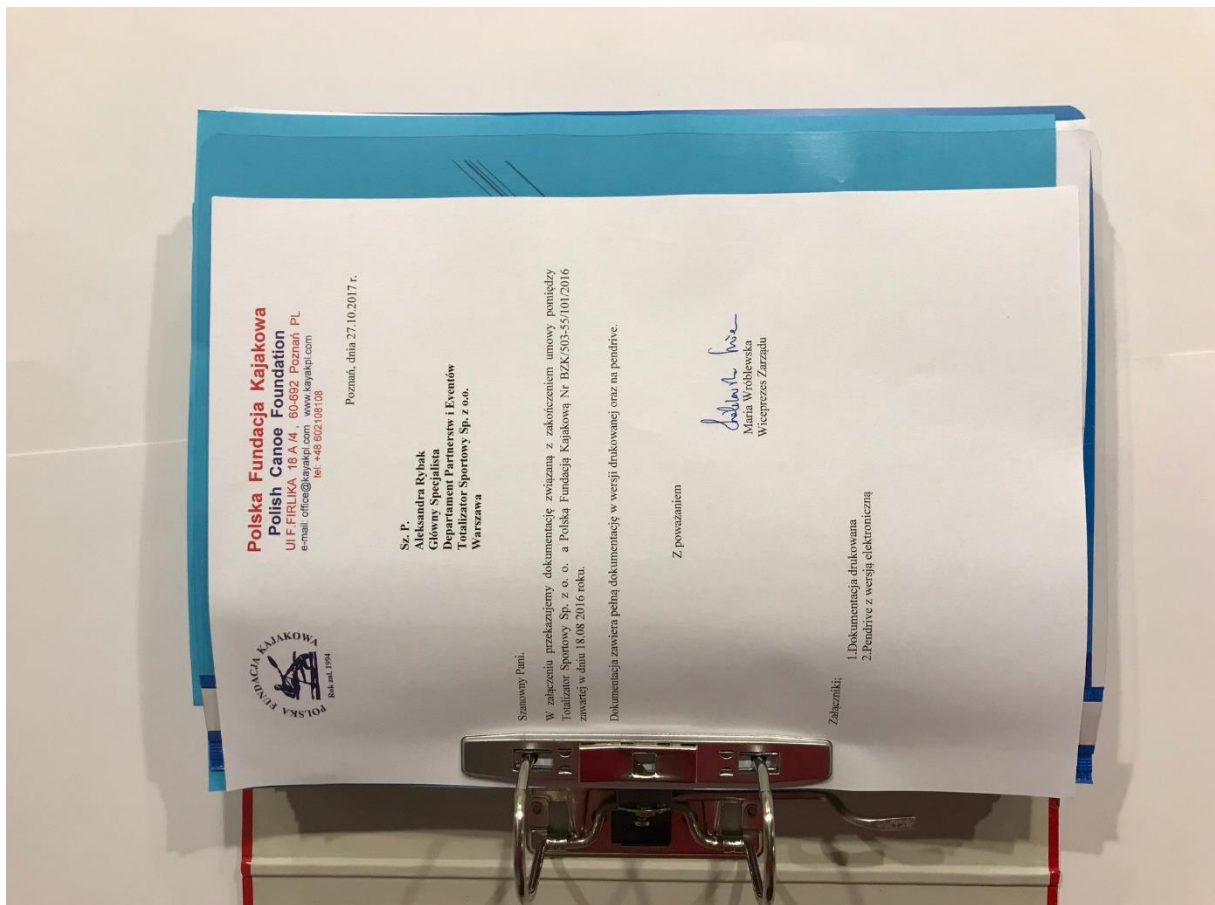 POLSKA FUNDACJA KAJAKOWA
Rok zał. 1994
Polska Fundacja Kajakowa
Polish Canoe Foundation
Ul F.FIRLIKA 18 A /4 , 60-692 Poznań PL
e-mail: office@kayakpl.com www.kayakpl.com
tel: +48 602108108
Poznań, dnia 27.10.2017 r.
Sz. P.
Aleksandra Rybak
Główny Specjalista
Departament Partnerstw i Eventów
Totalizator Sportowy Sp. z o.o.
Warszawa
Szanowny Pani.
W załączeniu przekazujemy dokumentację związaną z zakończeniem umowy pomiędzy
Totalizator Sportowy Sp. z o. o. a Polską Fundacją Kajakową Nr BZK/503-55/101/2016
zawartej w dniu 18.08 2016 roku.
Dokumentacja zawiera pełną dokumentację w wersji drukowanej oraz na pendrive.
Z poważaniem
Maria Wróblewska
Wiceprezes Zarządu
Załączniki;
1.Dokumentacja drukowana
2.Pendrive z wersją elektroniczną